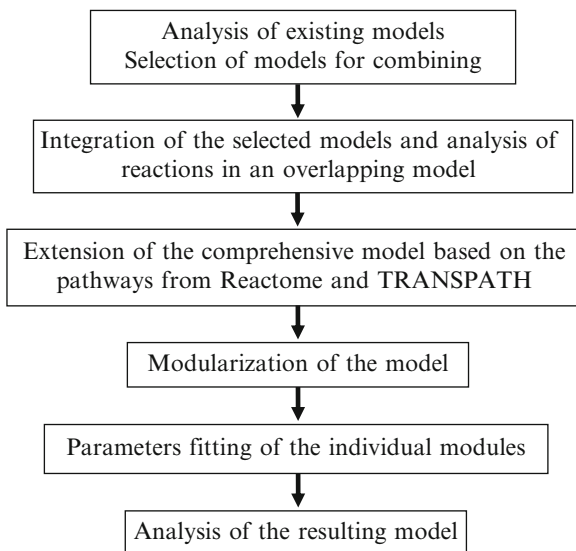 Analysis of existing models
Selection of models for combining
Integration of the selected models and analysis of
reactions in an overlapping model
Extension of the comprehensive model based on the
pathways from Reactome and TRANSPATH
Modularization of the model
Parameters fitting of the individual modules
Analysis of the resulting model